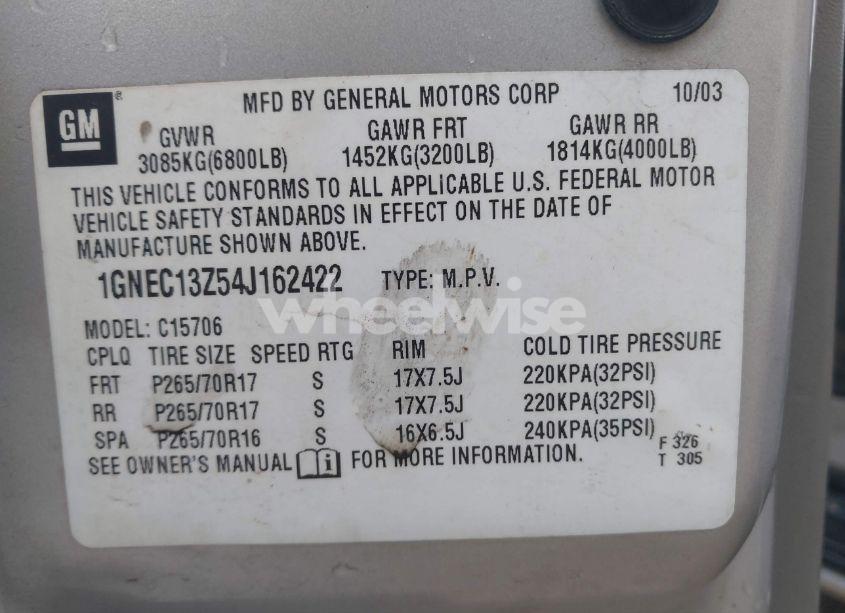 GM®
MFD BY GENERAL MOTORS CORP 10/03
GVWR GAWR FRT GAWR RR
3085KG(6800LB) 1452KG(3200LB) 1814KG(4000LB)
THIS VEHICLE CONFORMS TO ALL APPLICABLE U.S. FEDERAL MOTOR
VEHICLE SAFETY STANDARDS IN EFFECT ON THE DATE OF
MANUFACTURE SHOWN ABOVE.
1GNEC13Z54J162422 TYPE: M.P.V.
wheelwise
MODEL: C15706
CPLQ TIRE SIZE SPEED RTG RIM COLD TIRE PRESSURE
FRT P265/70R17 S 17X7.5J 220KPA(32PSI)
RR P265/70R17 S 17X7.5J 220KPA(32PSI)
SPA P265/70R16 S 16X6.5J 240KPA(35PSI) F 326
SEE OWNER'S MANUAL i FOR MORE INFORMATION. T 305